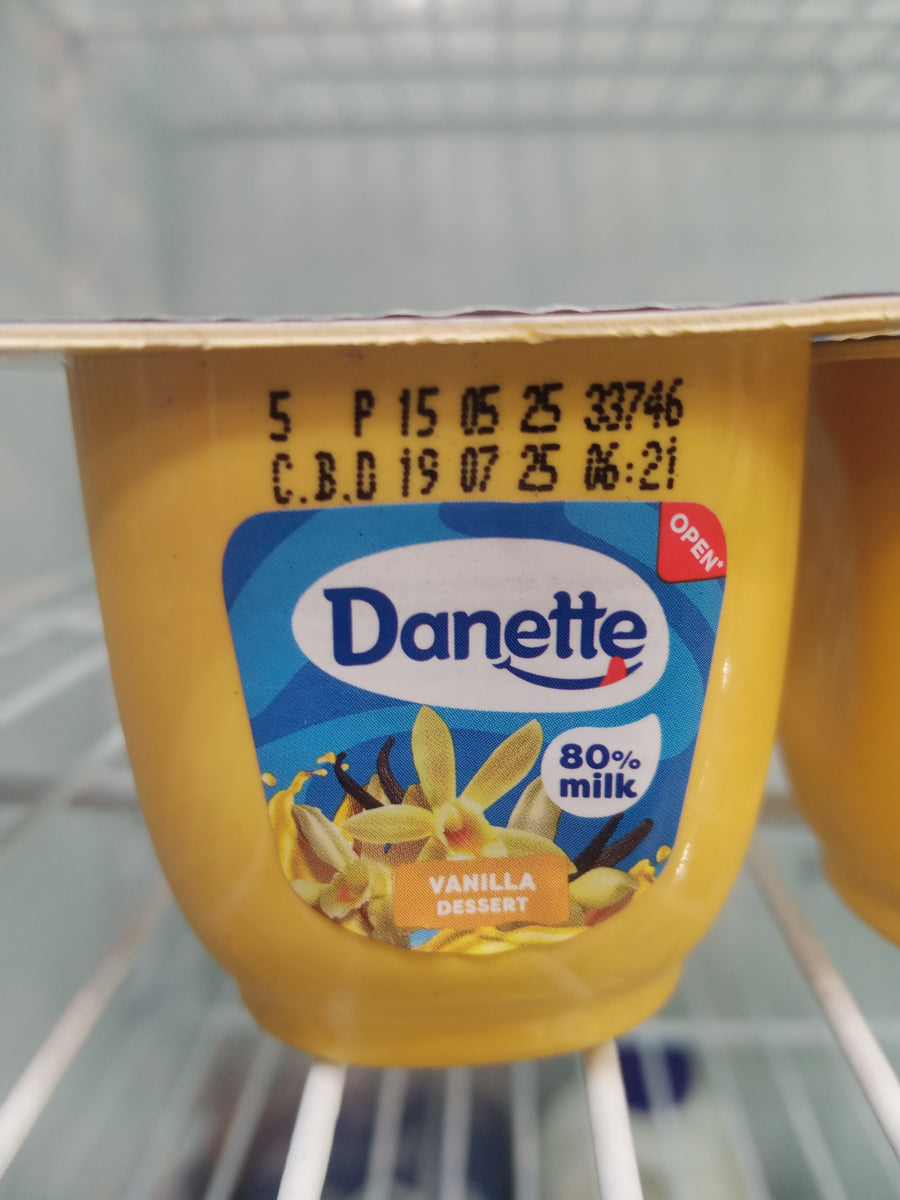 5 P 15 05 25 33746
C.B.D 19 07 25 06:21
OPEN*
Danette
80%
milk
VANILLA
DESSERT